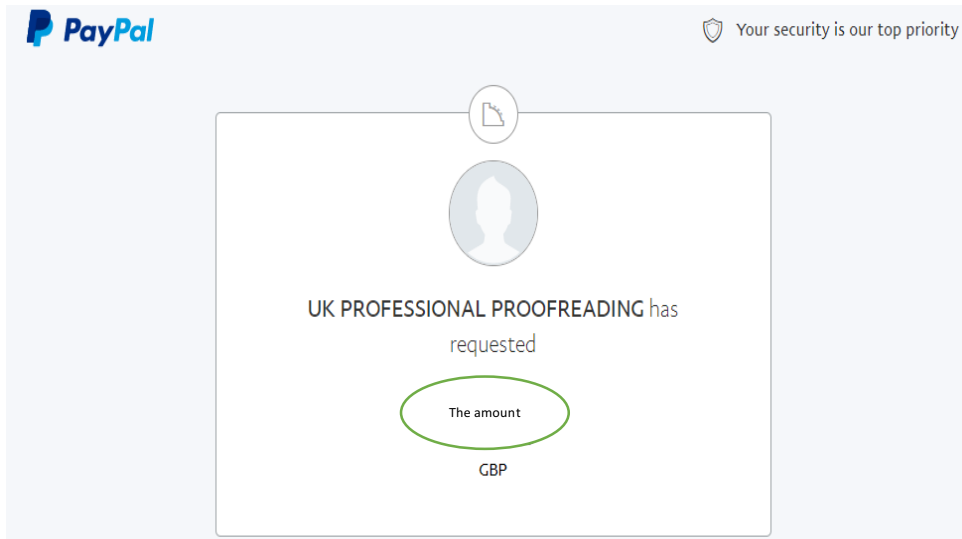 PayPal
Your security is our top priority
UK PROFESSIONAL PROOFREADING has
requested
The amount
GBP